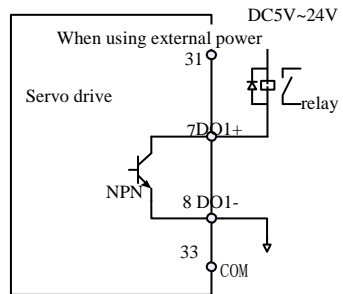 DC5V~24V
When using external power
31
Servo drive
relay
7DO1+
NPN
8 DO1-
33
COM